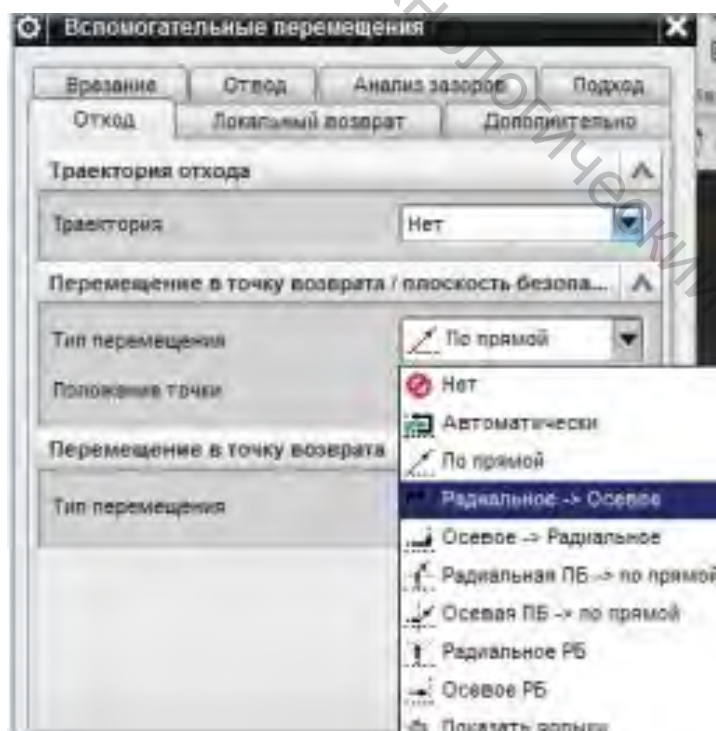 Вспомогательные перемещения
Врезание Отвод Анализ зазоров Подход
Отход Локальный возврат Дополнительно
Траектория отхода
Траектория Нет
Перемещение в точку возврата / плоскость безопа...
Тип перемещения По прямой
Положение точки
Нет
Автоматически
Перемещение в точку возврата
По прямой
Тип перемещения
Радиальное -> Осевое
Осевое -> Радиальное
Радиальная ПБ -> по прямой
Осевая ПБ -> по прямой
Радиальное РБ
Осевое РБ
Показать ярлыки